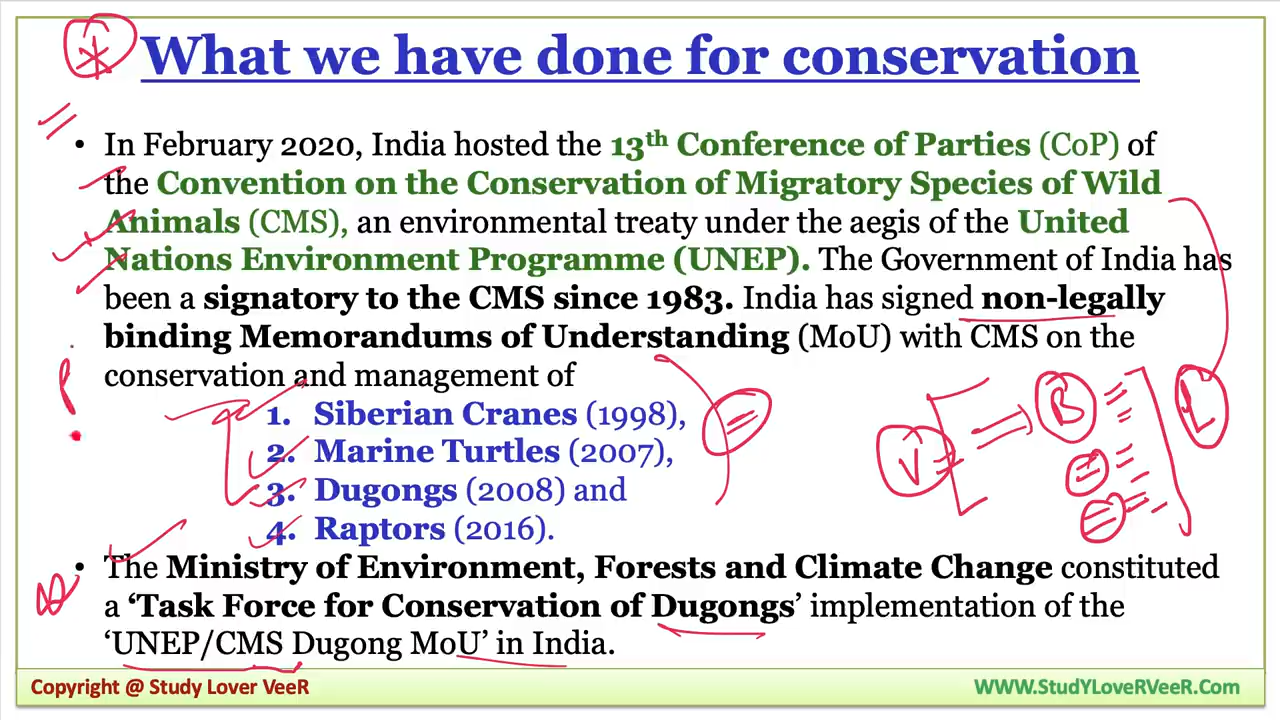 What we have done for conservation
• In February 2020, India hosted the 13th Conference of Parties (CoP) of
the Convention on the Conservation of Migratory Species of Wild
Animals (CMS), an environmental treaty under the aegis of the United
Nations Environment Programme (UNEP). The Government of India has
been a signatory to the CMS since 1983. India has signed non-legally
binding Memorandums of Understanding (MoU) with CMS on the
conservation and management of
1. Siberian Cranes (1998),
2. Marine Turtles (2007),
3. Dugongs (2008) and
4. Raptors (2016).
V B L
• The Ministry of Environment, Forests and Climate Change constituted
a ‘Task Force for Conservation of Dugongs’ implementation of the
‘UNEP/CMS Dugong MoU’ in India.
Copyright @ Study Lover VeeR
WWW.StudYLoveRVeeR.Com